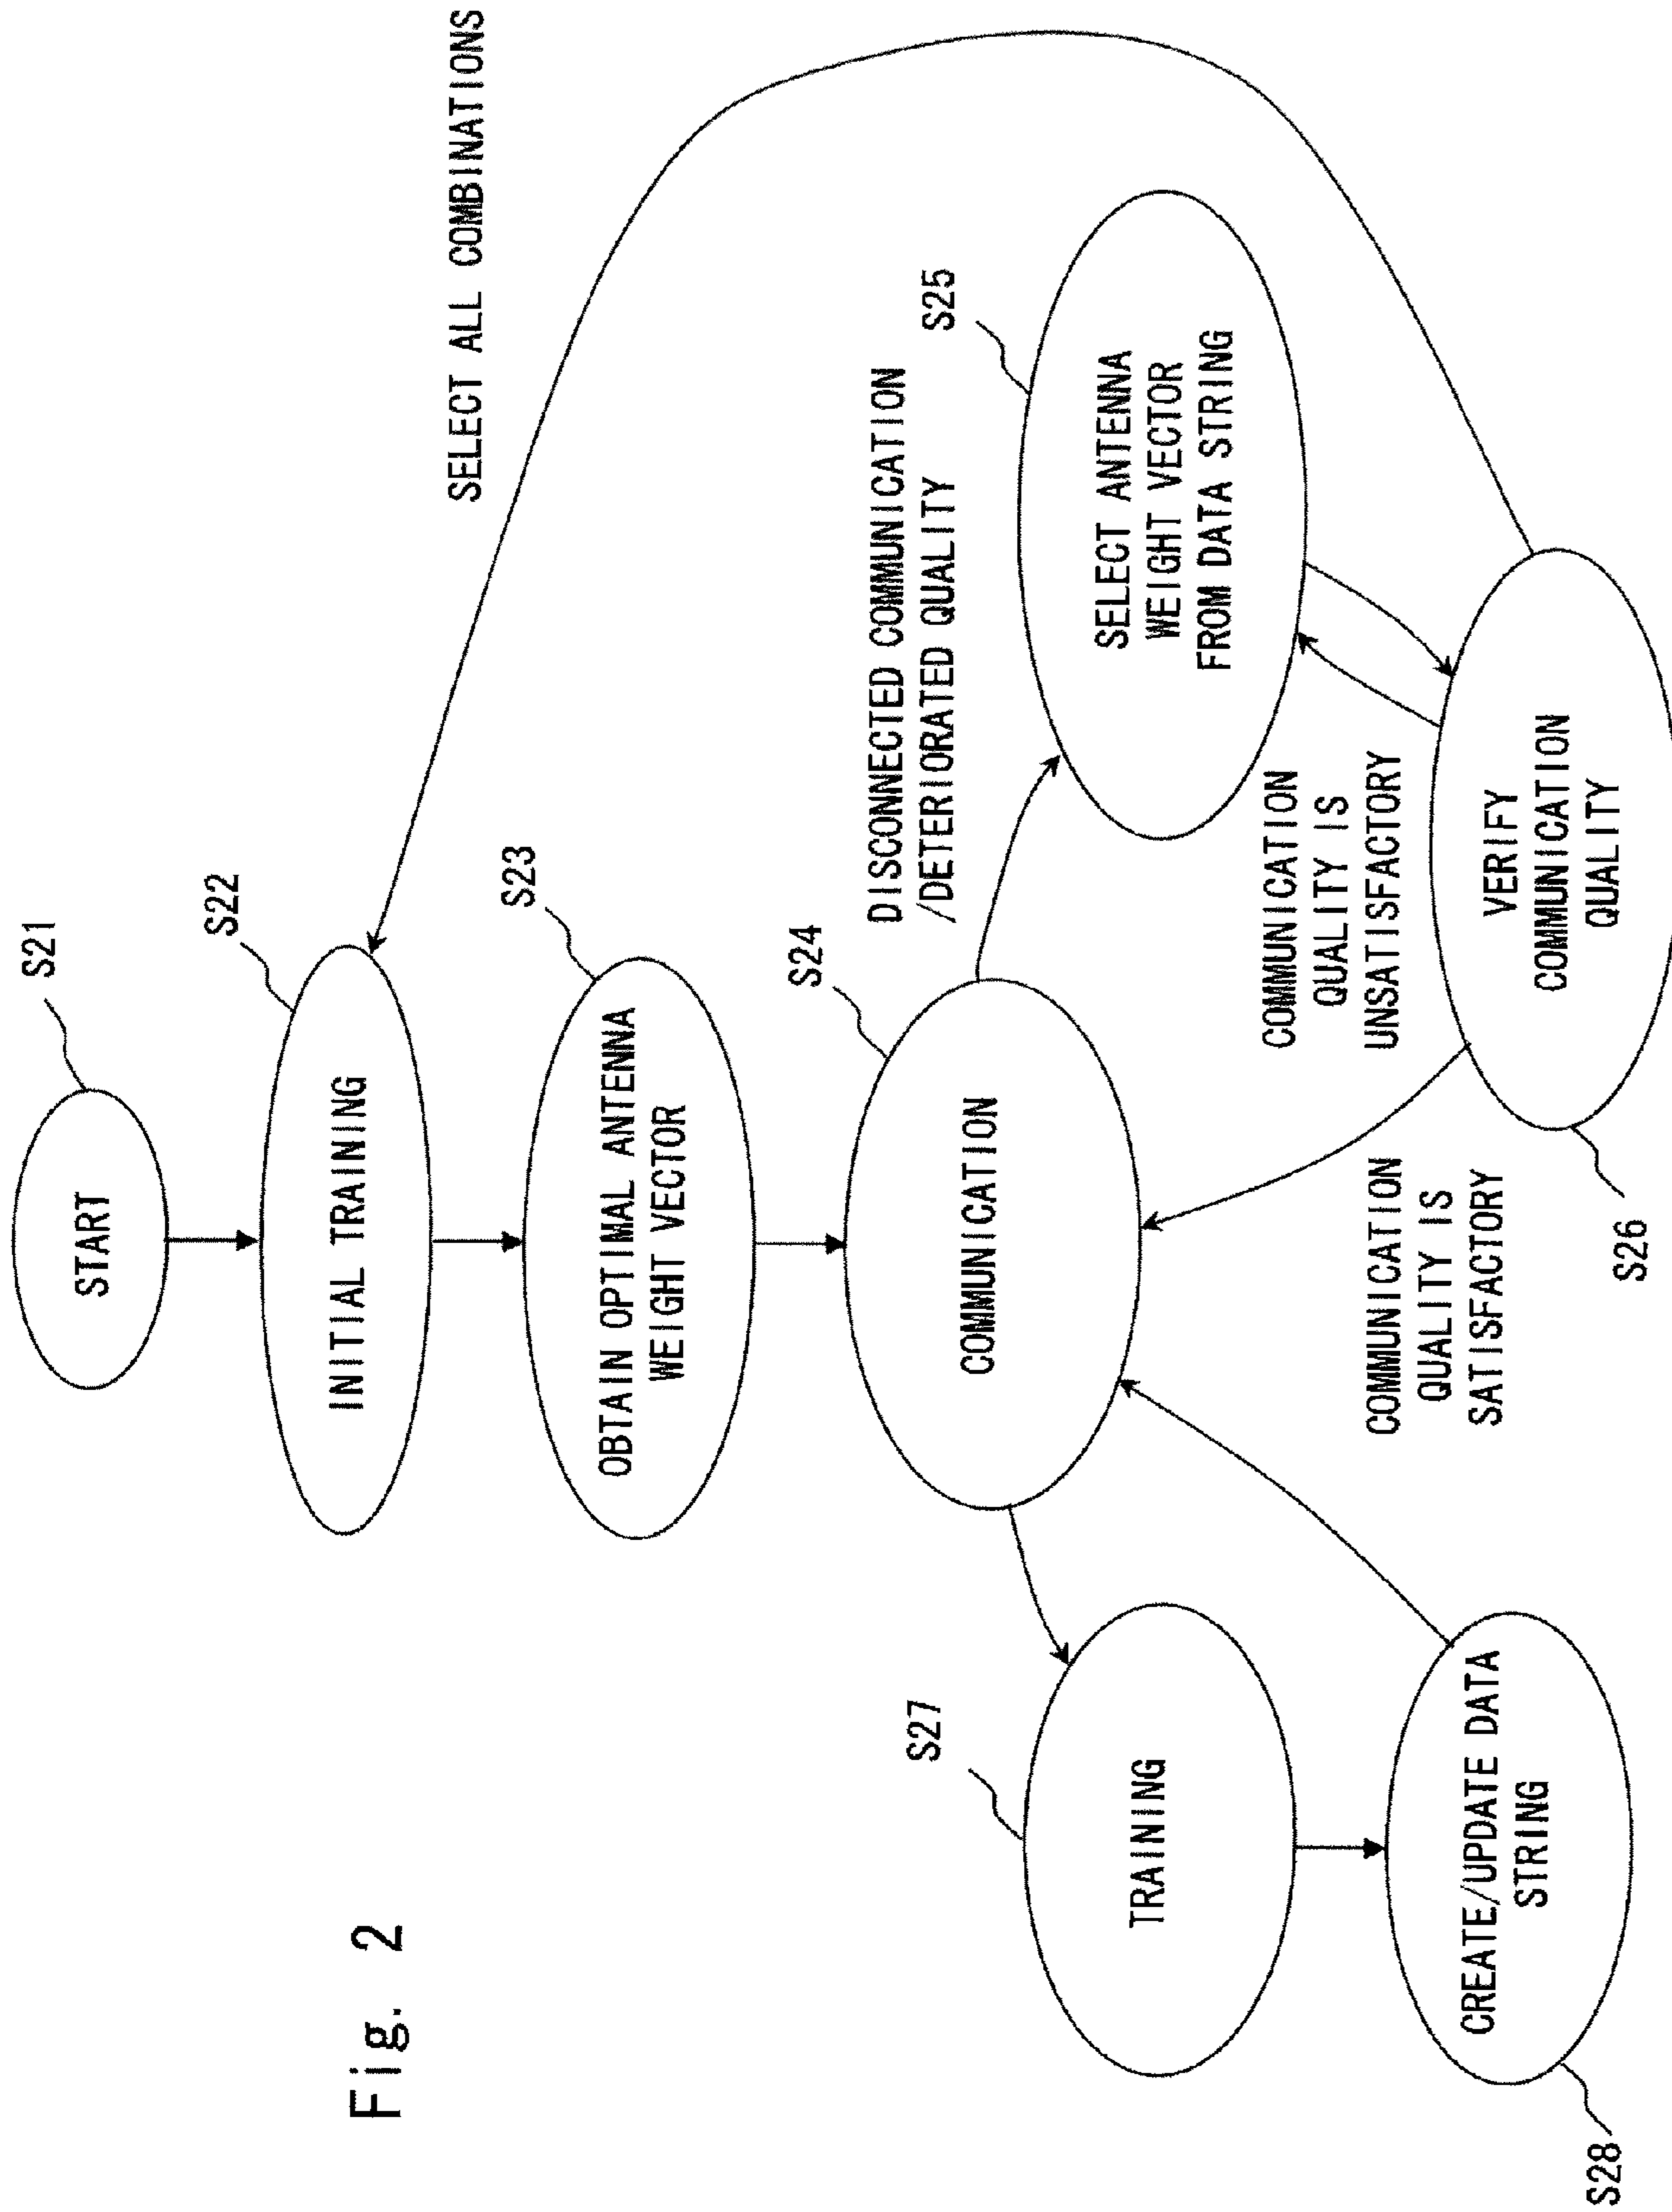 Fig. 2
START
S21
INITIAL TRAINING
S22
SELECT ALL COMBINATIONS
OBTAIN OPTIMAL ANTENNA
WEIGHT VECTOR
S23
COMMUNICATION
S24
DISCONNECTED COMMUNICATION
/DETERIORATED QUALITY
SELECT ANTENNA
WEIGHT VECTOR
FROM DATA STRING
S25
COMMUNICATION
QUALITY IS
UNSATISFACTORY
VERIFY
COMMUNICATION
QUALITY
S26
COMMUNICATION
QUALITY IS
SATISFACTORY
TRAINING
S27
CREATE/UPDATE DATA
STRING
S28